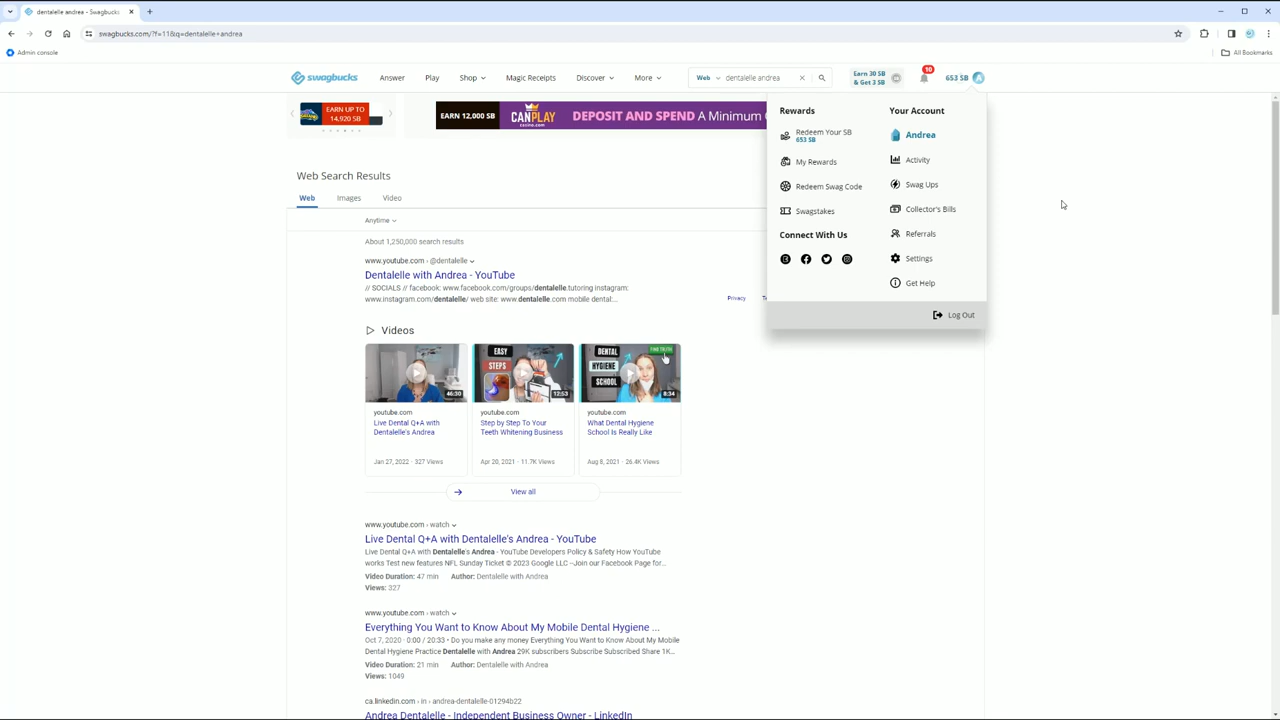 dentalelle andrea - Swagbucks
swagbucks.com/?f=11&q=dentalelle+andrea
Admin console
All Bookmarks
swagbucks
Answer
Play
Shop
Magic Receipts
Discover
More
Web
dentalelle andrea
Earn 30 SB
& Get 3 SB
10
653 SB
EARN UP TO
14,920 SB
EARN 12,000 SB
CANPLAY
casino.com
DEPOSIT AND SPEND A Minimum
Rewards
Redeem Your SB
653 SB
My Rewards
Redeem Swag Code
Swagstakes
Connect With Us
Your Account
Andrea
Activity
Swag Ups
Collector's Bills
Referrals
Settings
Get Help
Log Out
Web Search Results
Web
Images
Video
Anytime
About 1,250,000 search results
www.youtube.com › @dentalelle
Dentalelle with Andrea - YouTube
// SOCIALS // facebook: www.facebook.com/groups/dentalelle.tutoring instagram:
www.instagram.com/dentalelle/ web site: www.dentalelle.com mobile dental:...
Privacy
Videos
46:30
EASY
STEPS
12:53
DENTAL
HYGIENE
SCHOOL
THE TRUTH
8:34
youtube.com
Live Dental Q+A with
Dentalelle's Andrea
Jan 27, 2022 · 327 Views
youtube.com
Step by Step To Your
Teeth Whitening Business
Apr 20, 2021 · 11.7K Views
youtube.com
What Dental Hygiene
School Is Really Like
Aug 8, 2021 · 26.4K Views
View all
www.youtube.com › watch
Live Dental Q+A with Dentalelle's Andrea - YouTube
Live Dental Q+A with Dentalelle's Andrea - YouTube Developers Policy & Safety How YouTube
works Test new features NFL Sunday Ticket © 2023 Google LLC --Join our Facebook Page for...
Video Duration: 47 min Author: Dentalelle with Andrea
Views: 327
www.youtube.com › watch
Everything You Want to Know About My Mobile Dental Hygiene ...
Oct 7, 2020 · 0:00 / 20:33 • Do you make any money Everything You Want to Know About My Mobile
Dental Hygiene Practice Dentalelle with Andrea 29K subscribers Subscribe Subscribed Share 1K...
Video Duration: 21 min Author: Dentalelle with Andrea
Views: 1049
ca.linkedin.com › in › andrea-dentalelle-01294b22
Andrea Dentalelle - Independent Business Owner - LinkedIn